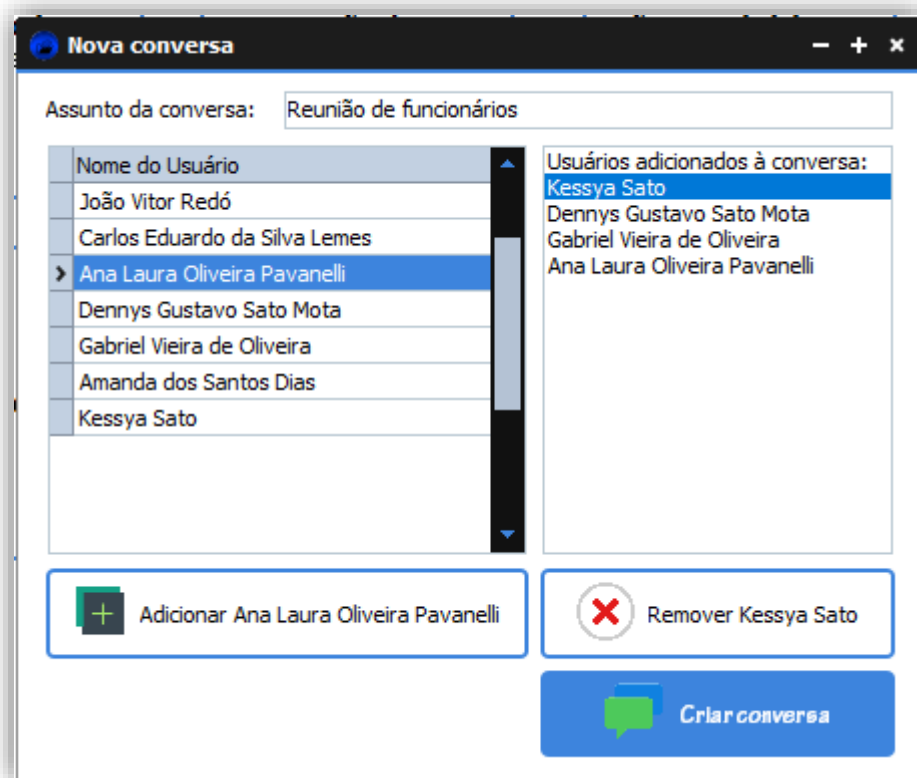 Nova conversa
Assunto da conversa: Reunião de funcionários
Nome do Usuário
João Vitor Redó
Carlos Eduardo da Silva Lemes
Ana Laura Oliveira Pavanelli
Dennys Gustavo Sato Mota
Gabriel Vieira de Oliveira
Amanda dos Santos Dias
Kessya Sato
Usuários adicionados à conversa:
Kessya Sato
Dennys Gustavo Sato Mota
Gabriel Vieira de Oliveira
Ana Laura Oliveira Pavanelli
Adicionar Ana Laura Oliveira Pavanelli
Remover Kessya Sato
Criar conversa